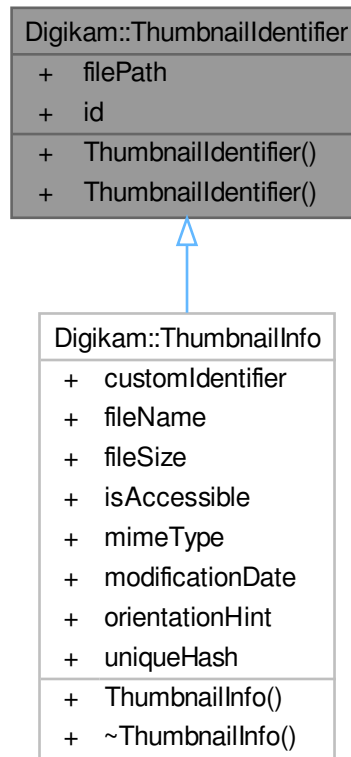 Digikam::ThumbnailIdentifier
+ filePath
+ id
+ ThumbnailIdentifier()
+ ThumbnailIdentifier()
Digikam::ThumbnailInfo
+ customIdentifier
+ fileName
+ fileSize
+ isAccessible
+ mimeType
+ modificationDate
+ orientationHint
+ uniqueHash
+ ThumbnailInfo()
+ ~ThumbnailInfo()